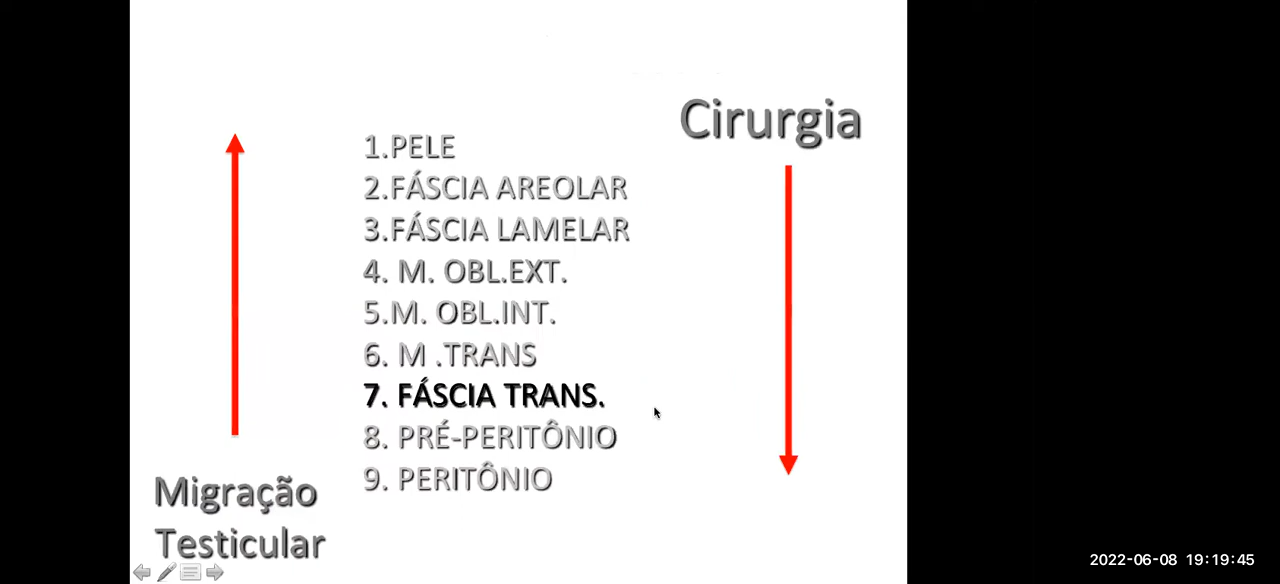 Cirurgia
1.PELE
2.FÁSCIA AREOLAR
3.FÁSCIA LAMELAR
4. M. OBL.EXT.
5.M. OBL.INT.
6. M .TRANS
7. FÁSCIA TRANS.
8. PRÉ-PERITÔNIO
9. PERITÔNIO
Migração
Testicular
2022-06-08 19:19:45